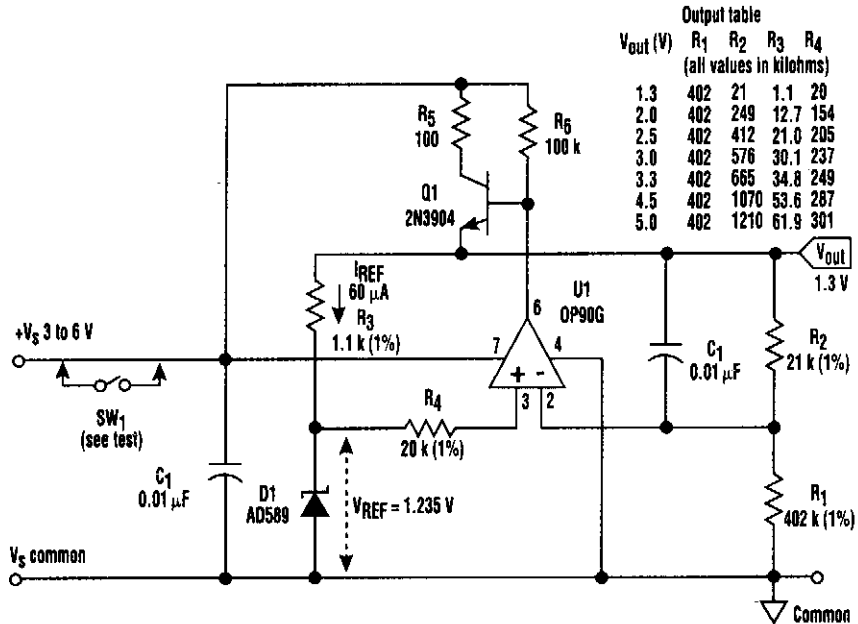 Output table
Vout (V) R1 R2 R3 R4
(all values in kilohms)
1.3 402 21 1.1 20
2.0 402 249 12.7 154
2.5 402 412 21.0 205
3.0 402 576 30.1 237
3.3 402 665 34.8 249
4.5 402 1070 53.6 287
5.0 402 1210 61.9 301
R5
100
R6
100 k
Q1
2N3904
Vout
1.3 V
IREF
60 µA
R3
1.1 k (1%)
U1
OP90G
6
7
4
+ -
3
2
+VS 3 to 6 V
SW1
(see test)
C1
0.01 µF
R2
21 k (1%)
R4
20 k (1%)
C1
0.01 µF
D1
AD589
VREF = 1.235 V
R1
402 k (1%)
VS common
Common